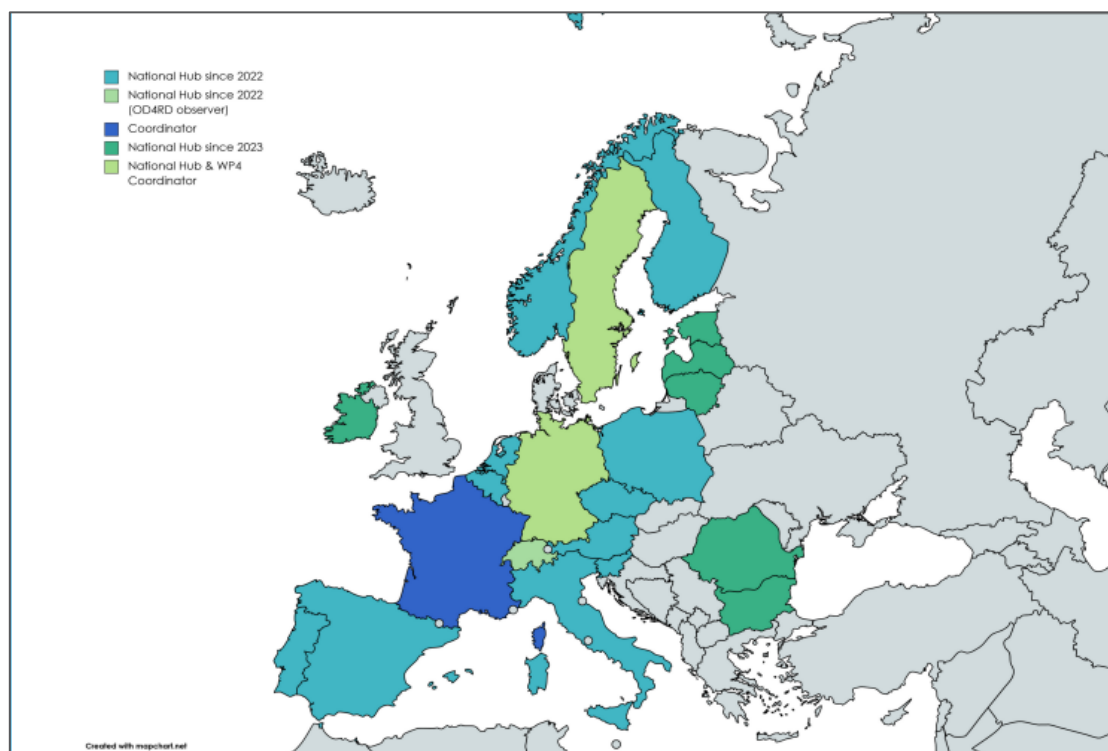 National Hub since 2022
National Hub since 2022
(OD4RD observer)
Coordinator
National Hub since 2023
National Hub & WP4
Coordinator
Created with mapchart.net